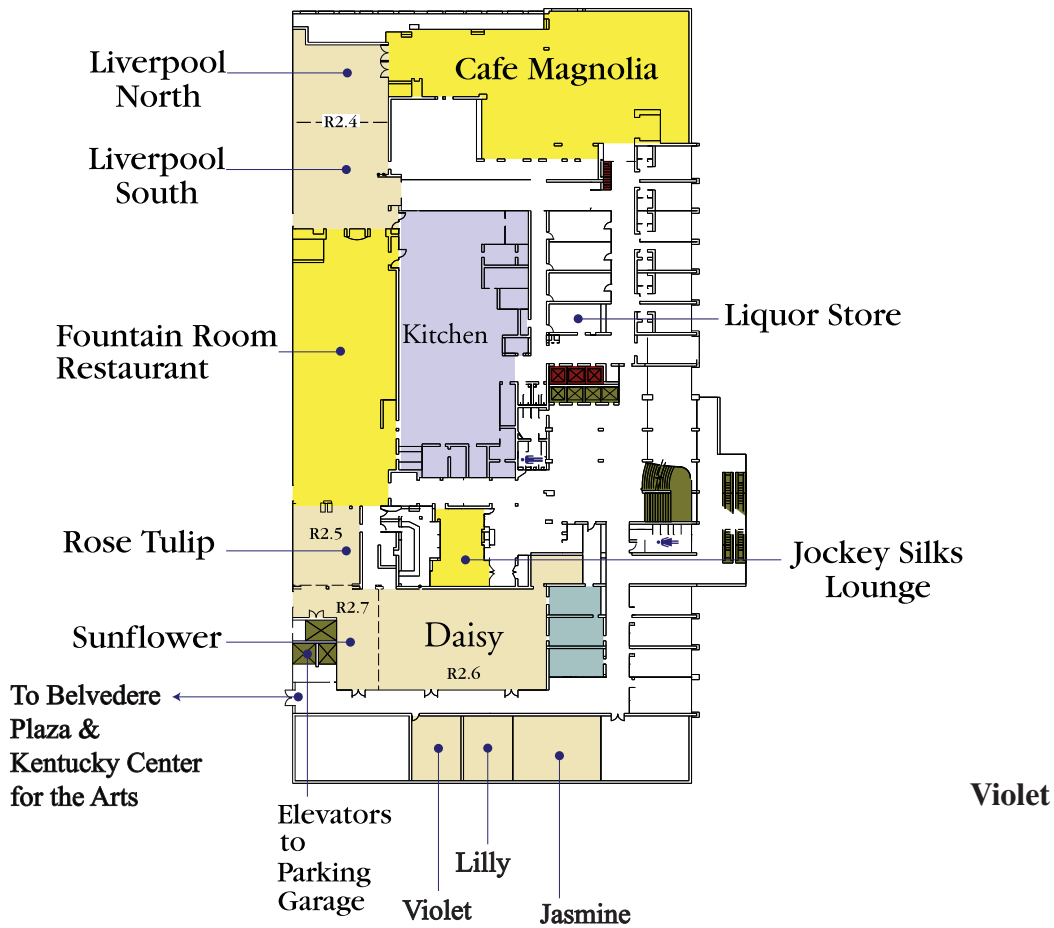 Liverpool
North
Cafe Magnolia
R2.4
Liverpool
South
Liquor Store
Fountain Room
Restaurant
Kitchen
R2.5
Rose Tulip
Jockey Silks
Lounge
R2.7
Sunflower
Daisy
R2.6
To Belvedere
Plaza &
Kentucky Center
for the Arts
Violet
Elevators
to
Parking
Garage
Lilly
Violet
Jasmine